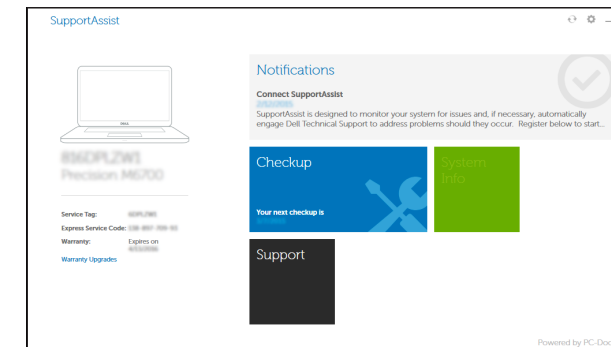 SupportAssist
Notifications
Connect SupportAssist
SupportAssist is designed to monitor your system for issues and, if necessary, automatically
engage Dell Technical Support to address problems should they occur. Register below to start...
DELL
Precision M6700
Checkup
System
Info
Your next checkup is
Service Tag:
Express Service Code:
Warranty: Expires on
Warranty Upgrades
Support
Powered by PC-Doc